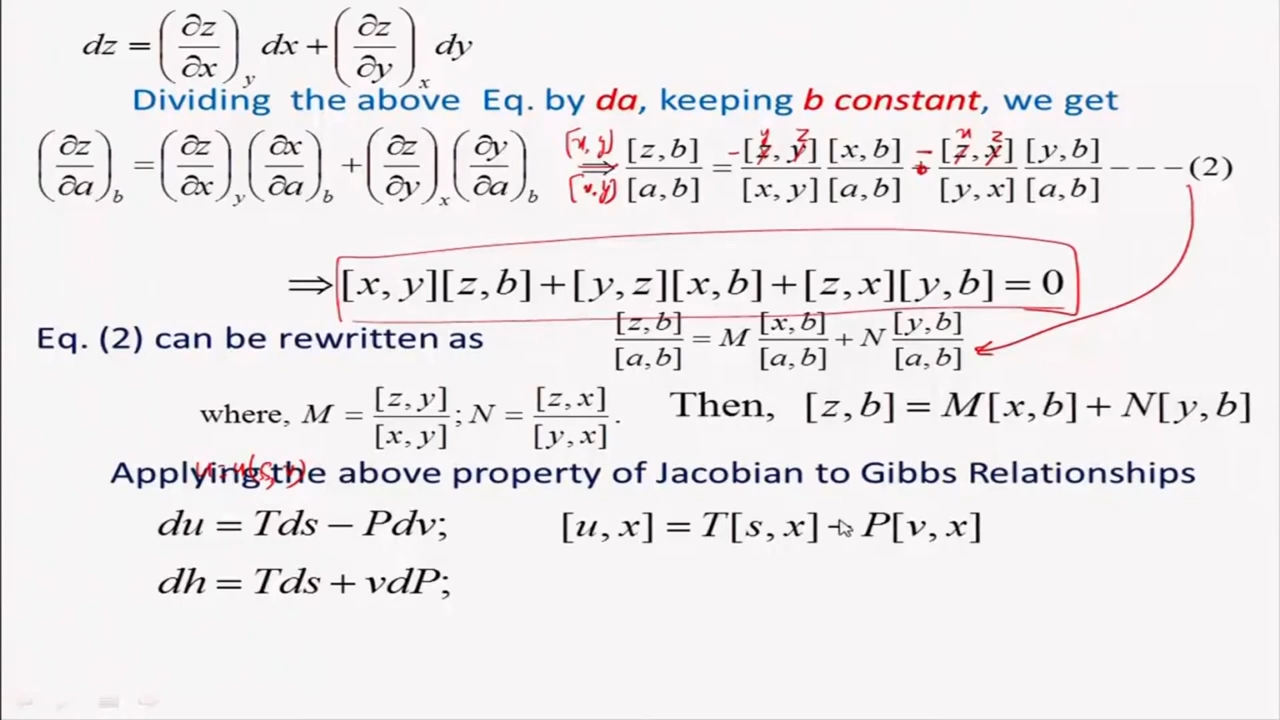 dz = (∂z/∂x)_y dx + (∂z/∂y)_x dy
Dividing the above Eq. by da, keeping b constant, we get
(∂z/∂a)_b = (∂z/∂x)_y (∂x/∂a)_b + (∂z/∂y)_x (∂y/∂a)_b ⇒ [z,b]/[a,b] = [z,y]/[x,y] [x,b]/[a,b] + [z,x]/[y,x] [y,b]/[a,b] - - - (2)
⇒ [x,y][z,b]+[y,z][x,b]+[z,x][y,b] = 0
Eq. (2) can be rewritten as [z,b]/[a,b] = M [x,b]/[a,b] + N [y,b]/[a,b]
where, M = [z,y]/[x,y]; N = [z,x]/[y,x]. Then, [z,b] = M[x,b] + N[y,b]
Applying the above property of Jacobian to Gibbs Relationships
du = Tds − Pdv; [u,x] = T[s,x] − P[v,x]
dh = Tds + vdP;